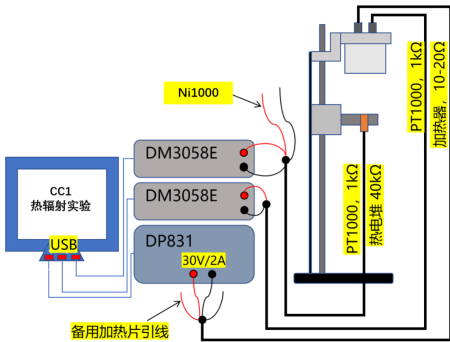 Ni1000
DM3058E
DM3058E
DP831
30V/2A
CC1
热辐射实验
USB
备用加热片引线
PT1000，1kΩ
热电堆 40kΩ
PT1000，1kΩ
加热器，10-20Ω